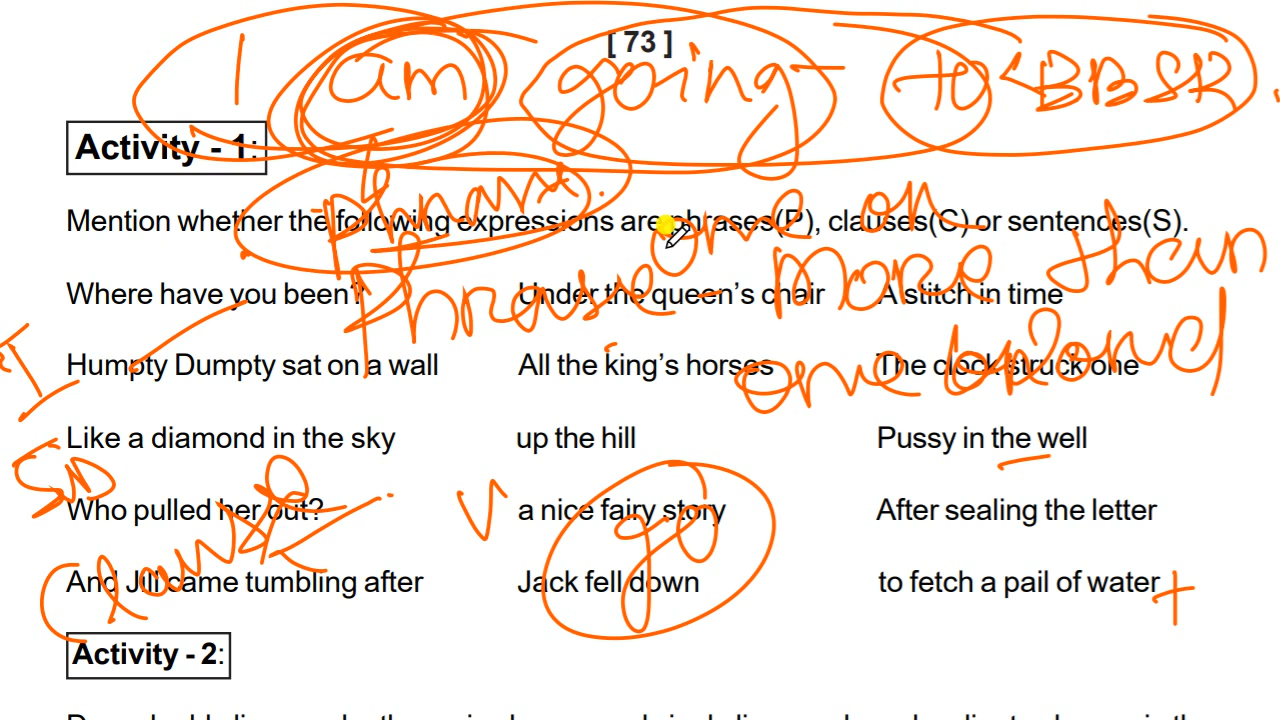 [ 73 ]
I am going to BBSR.
Activity - 1:
Mention whether the following expressions are phrases(P), clauses(C) or sentences(S).
phrase one or
Where have you been? Under the queen's chair A stitch in time
more than
Humpty Dumpty sat on a wall All the king's horses The clock struck one
one
Like a diamond in the sky up the hill Pussy in the well
Who pulled her out? a nice fairy story After sealing the letter
clause V go
And Jill came tumbling after Jack fell down to fetch a pail of water
Activity - 2: